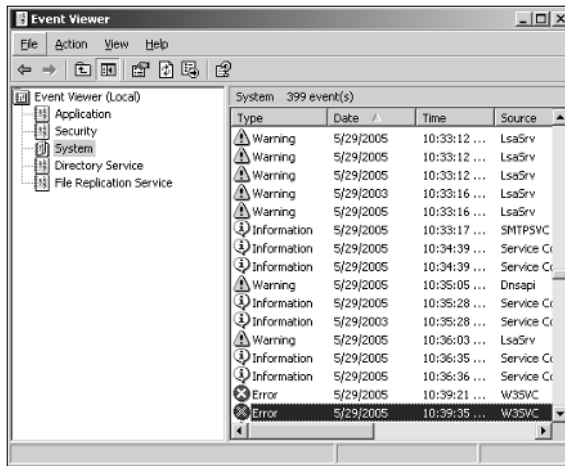 Event Viewer
File Action View Help
Event Viewer (Local)
Application
Security
System
Directory Service
File Replication Service
System 399 event(s)
Type Date Time Source
Warning 5/29/2005 10:33:12 ... LsaSrv
Warning 5/29/2005 10:33:12 ... LsaSrv
Warning 5/29/2005 10:33:12 ... LsaSrv
Warning 5/29/2003 10:33:16 ... LsaSrv
Warning 5/29/2005 10:33:16 ... LsaSrv
Information 5/29/2005 10:33:17 ... SMTPSVC
Information 5/29/2005 10:34:39 ... Service Co
Information 5/29/2005 10:34:39 ... Service Co
Warning 5/29/2005 10:35:05 ... Dnsapi
Information 5/29/2005 10:35:28 ... Service Co
Information 5/29/2003 10:35:28 ... Service Co
Warning 5/29/2005 10:36:03 ... LsaSrv
Information 5/29/2005 10:36:35 ... Service Co
Information 5/29/2005 10:36:36 ... Service Co
Error 5/29/2005 10:39:21 ... W3SVC
Error 5/29/2005 10:39:35 ... W3SVC